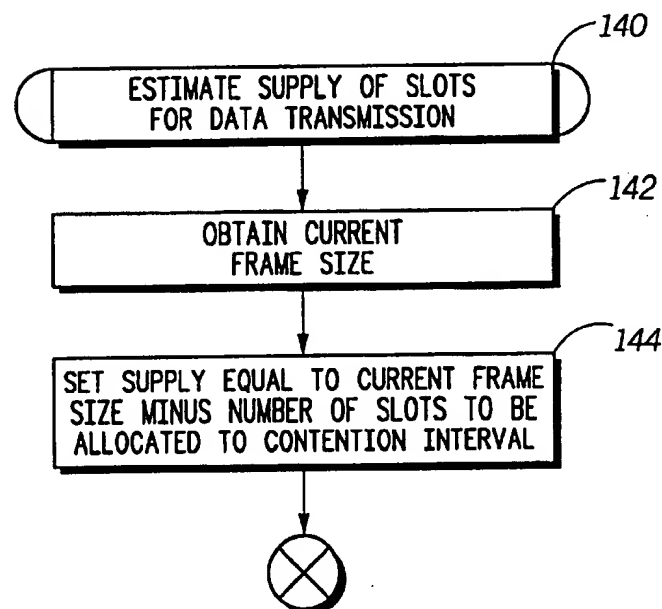 140
ESTIMATE SUPPLY OF SLOTS
FOR DATA TRANSMISSION
142
OBTAIN CURRENT
FRAME SIZE
144
SET SUPPLY EQUAL TO CURRENT FRAME
SIZE MINUS NUMBER OF SLOTS TO BE
ALLOCATED TO CONTENTION INTERVAL